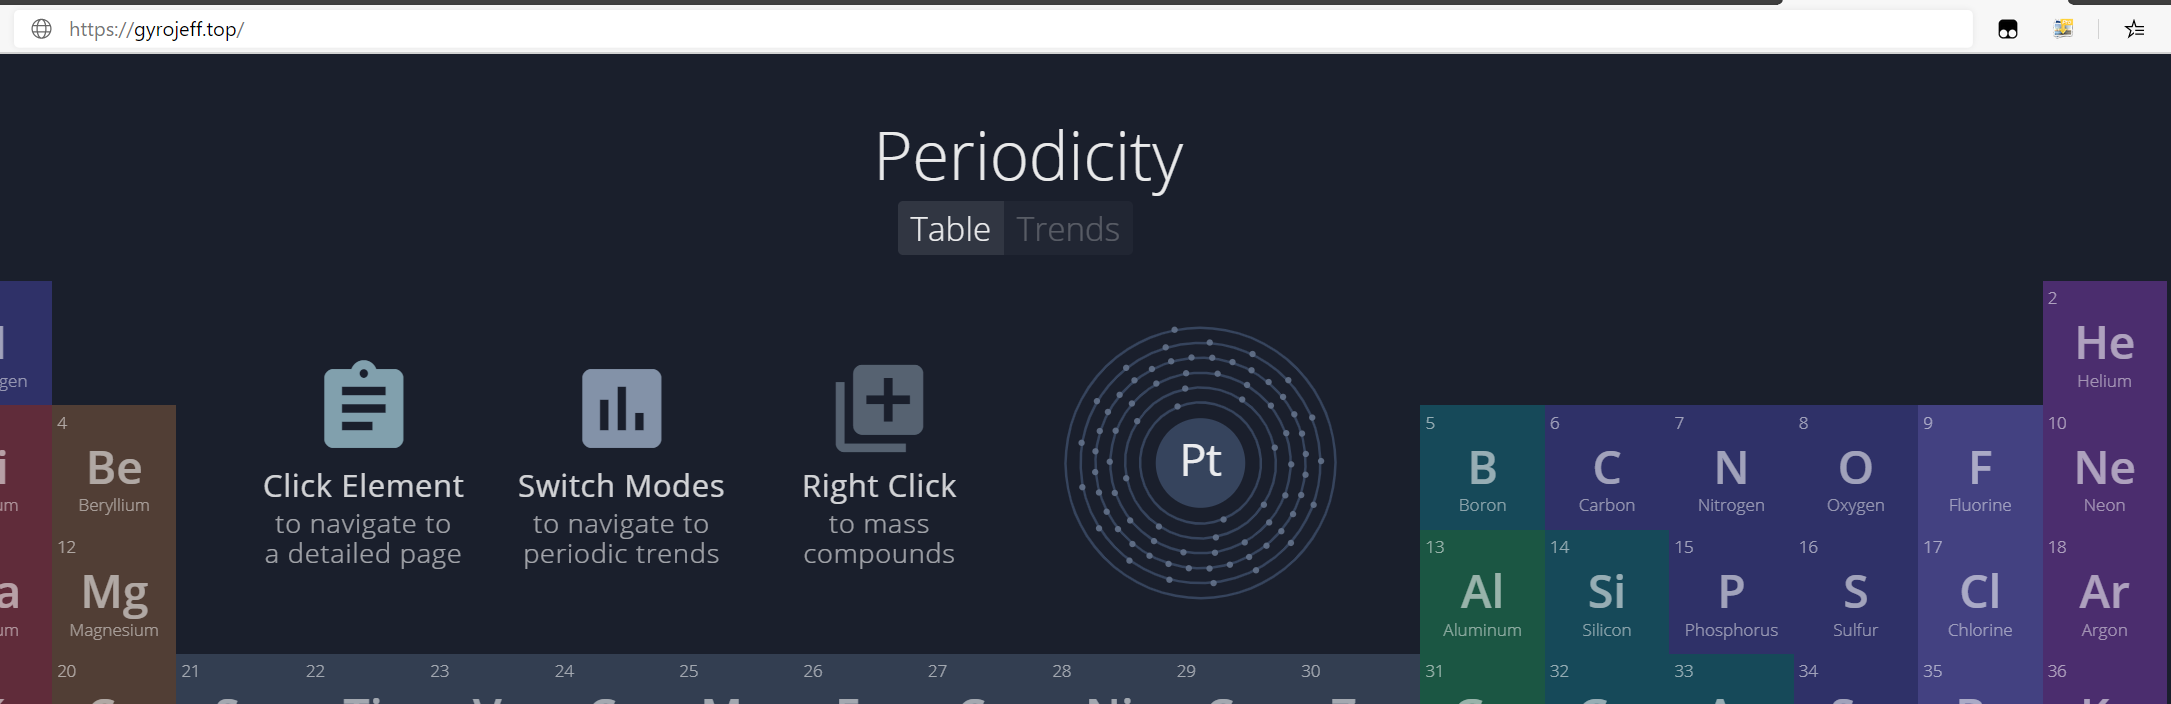 https://gyrojeff.top/
Periodicity
Table Trends
2
He
gen
Helium
4
5
6
7
8
9
10
Be
B
C
N
O
F
Ne
um
Beryllium
Boron
Carbon
Nitrogen
Oxygen
Fluorine
Neon
Pt
Click Element
to navigate to
a detailed page
Switch Modes
to navigate to
periodic trends
Right Click
to mass
compounds
12
13
14
15
16
17
18
a
Mg
Al
Si
P
S
Cl
Ar
um
Magnesium
Aluminum
Silicon
Phosphorus
Sulfur
Chlorine
Argon
20
21
22
23
24
25
26
27
28
29
30
31
32
33
34
35
36